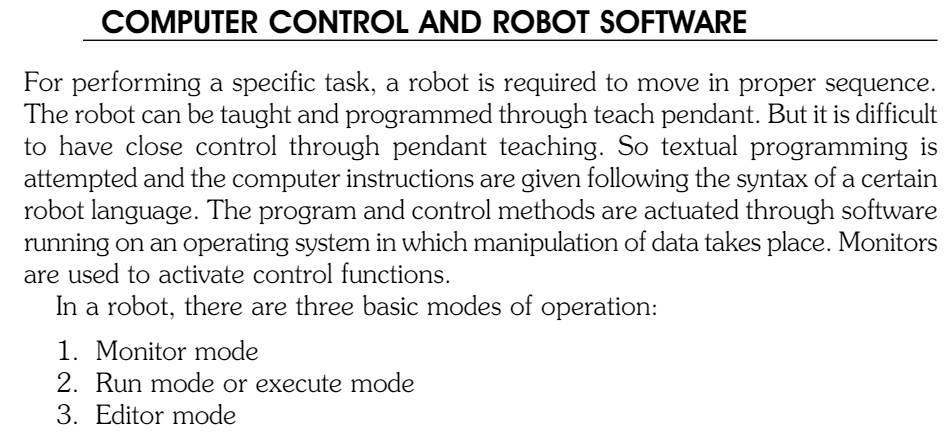 COMPUTER CONTROL AND ROBOT SOFTWARE
For performing a specific task, a robot is required to move in proper sequence.
The robot can be taught and programmed through teach pendant. But it is difficult
to have close control through pendant teaching. So textual programming is
attempted and the computer instructions are given following the syntax of a certain
robot language. The program and control methods are actuated through software
running on an operating system in which manipulation of data takes place. Monitors
are used to activate control functions.
In a robot, there are three basic modes of operation:
1. Monitor mode
2. Run mode or execute mode
3. Editor mode